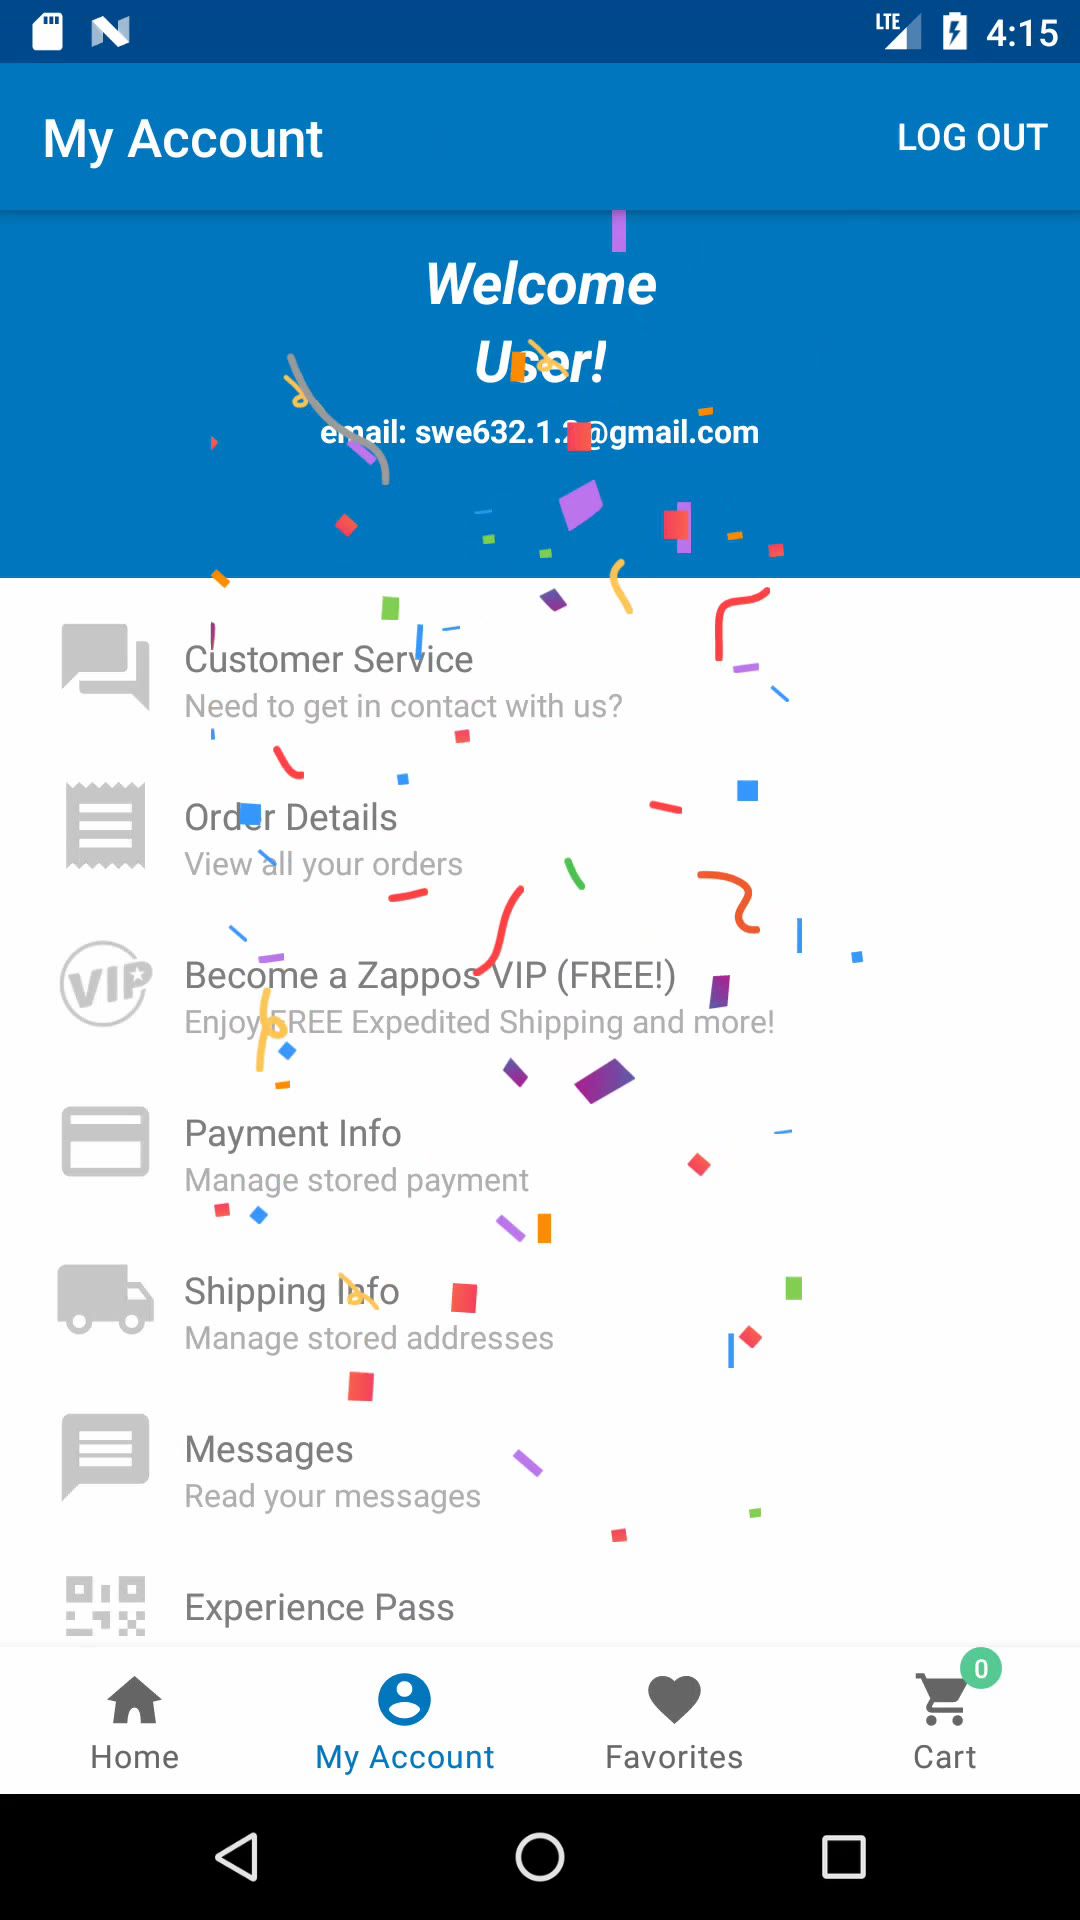 LTE 4:15
My Account LOG OUT
Welcome
User!
email: swe632.1.2@gmail.com
Customer Service
Need to get in contact with us?
Order Details
View all your orders
VIP
Become a Zappos VIP (FREE!)
Enjoy FREE Expedited Shipping and more!
Payment Info
Manage stored payment
Shipping Info
Manage stored addresses
Messages
Read your messages
Experience Pass
0
Home My Account Favorites Cart